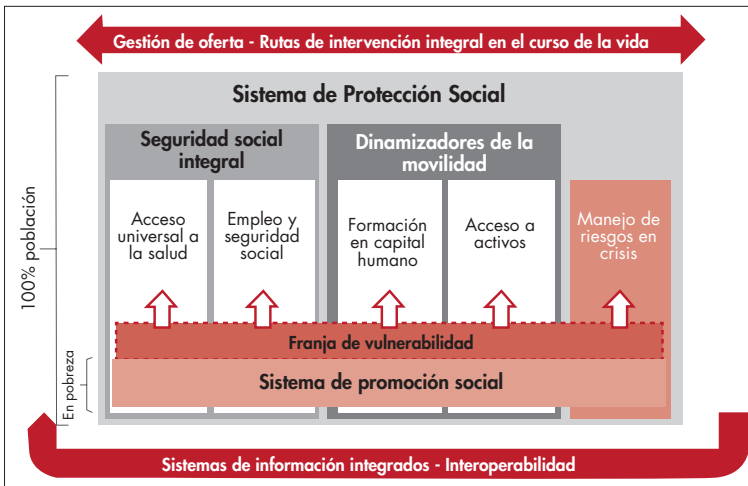 Gestión de oferta - Rutas de intervención integral en el curso de la vida
Sistema de Protección Social
Seguridad social
integral
Dinamizadores de la
movilidad
Acceso
universal a
la salud
Empleo y
seguridad
social
Formación
en capital
humano
Acceso a
activos
Manejo de
riesgos en
crisis
100% población
Franja de vulnerabilidad
En pobreza
Sistema de promoción social
Sistemas de información integrados - Interoperabilidad